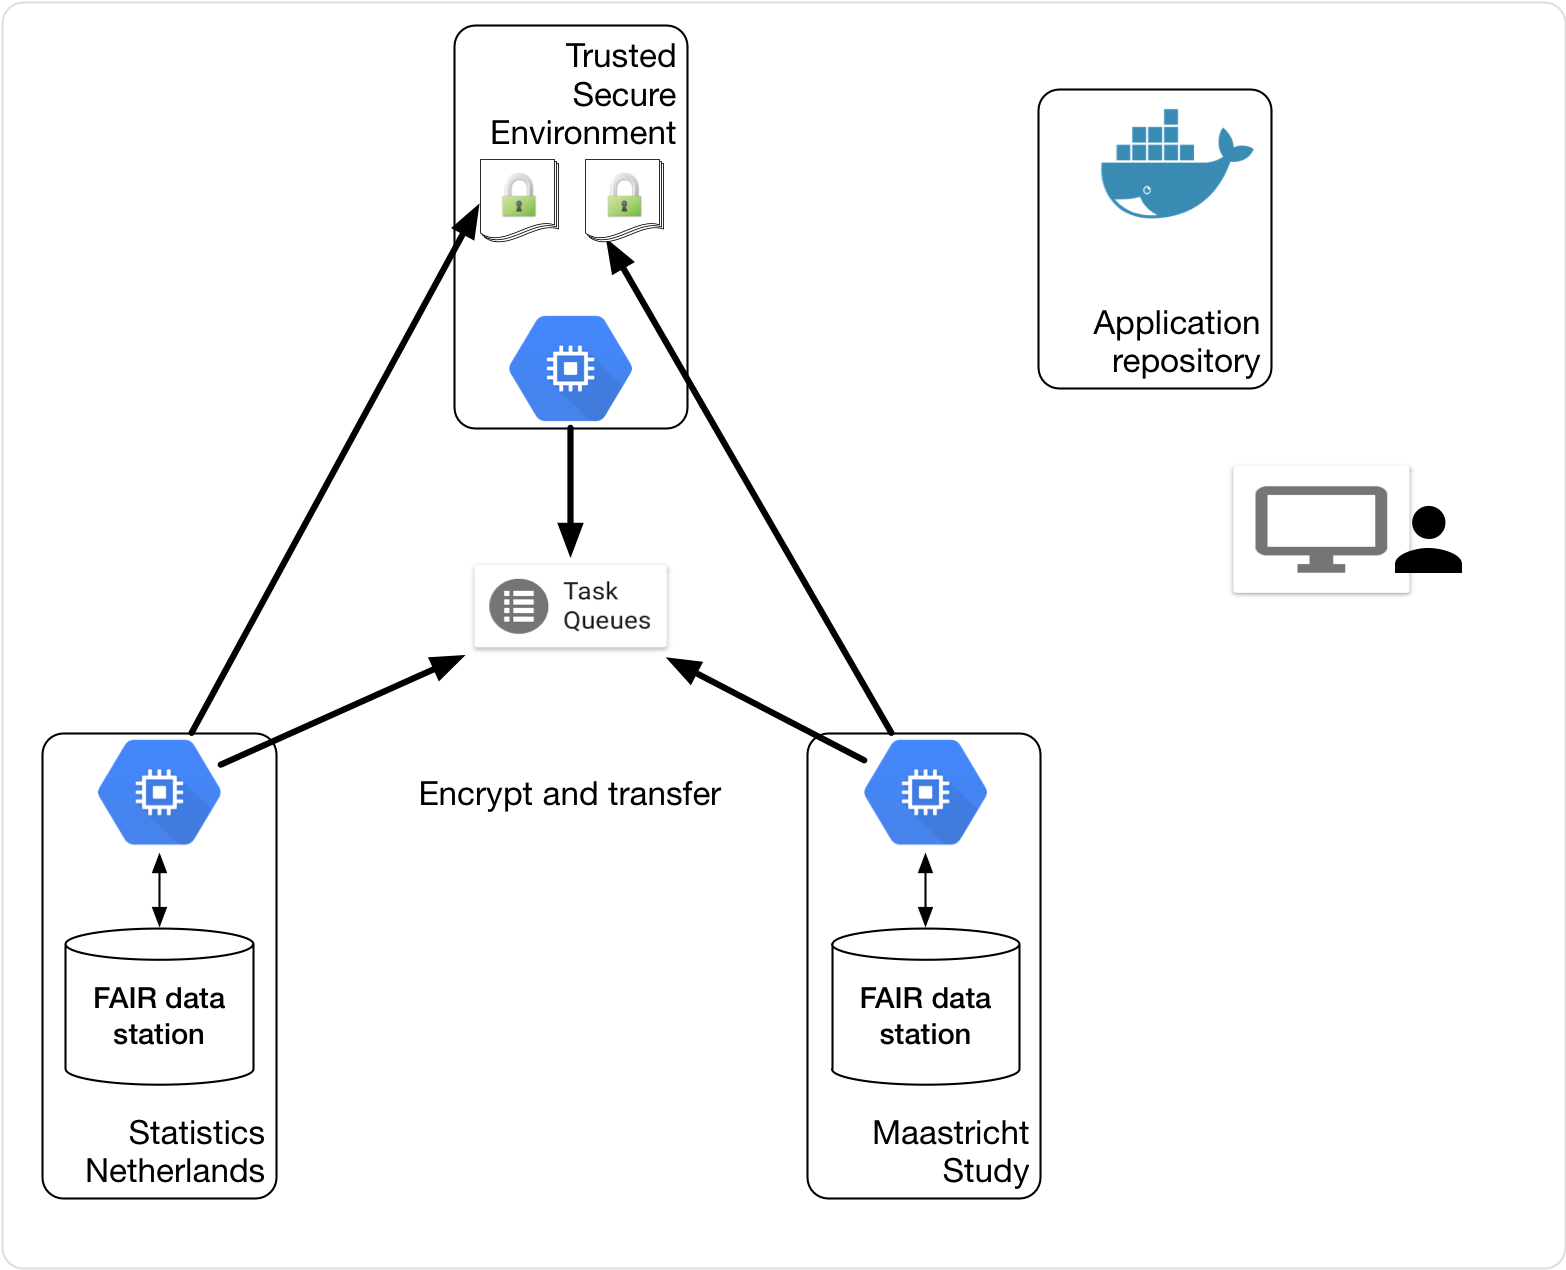 Trusted
Secure
Environment
Application
repository
Task
Queues
Encrypt and transfer
FAIR data
station
Statistics
Netherlands
FAIR data
station
Maastricht
Study